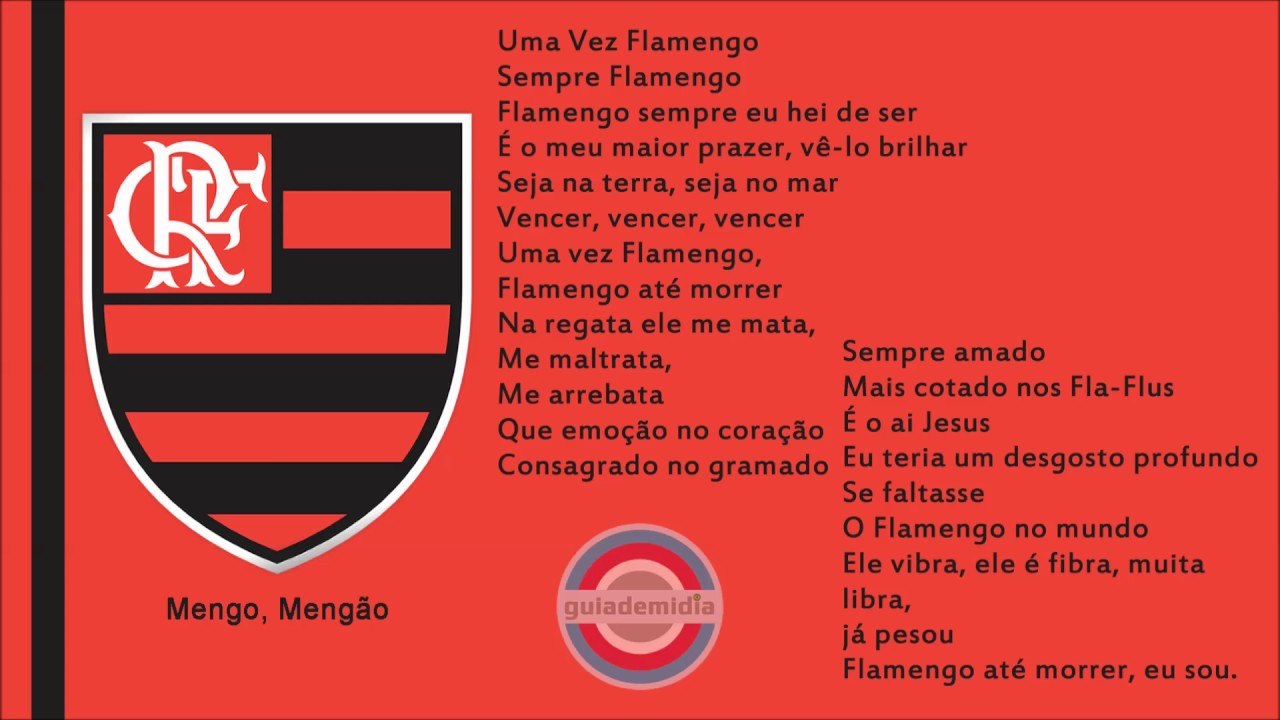 Uma Vez Flamengo
Sempre Flamengo
Flamengo sempre eu hei de ser
É o meu maior prazer, vê-lo brilhar
Seja na terra, seja no mar
Vencer, vencer, vencer
Uma vez Flamengo,
Flamengo até morrer
Na regata ele me mata,
Me maltrata,
Me arrebata
Que emoção no coração
Consagrado no gramado
Sempre amado
Mais cotado nos Fla-Flus
É o ai Jesus
Eu teria um desgosto profundo
Se faltasse
O Flamengo no mundo
Ele vibra, ele é fibra, muita
libra,
já pesou
Flamengo até morrer, eu sou.
CRF
Mengo, Mengão
guiademidia